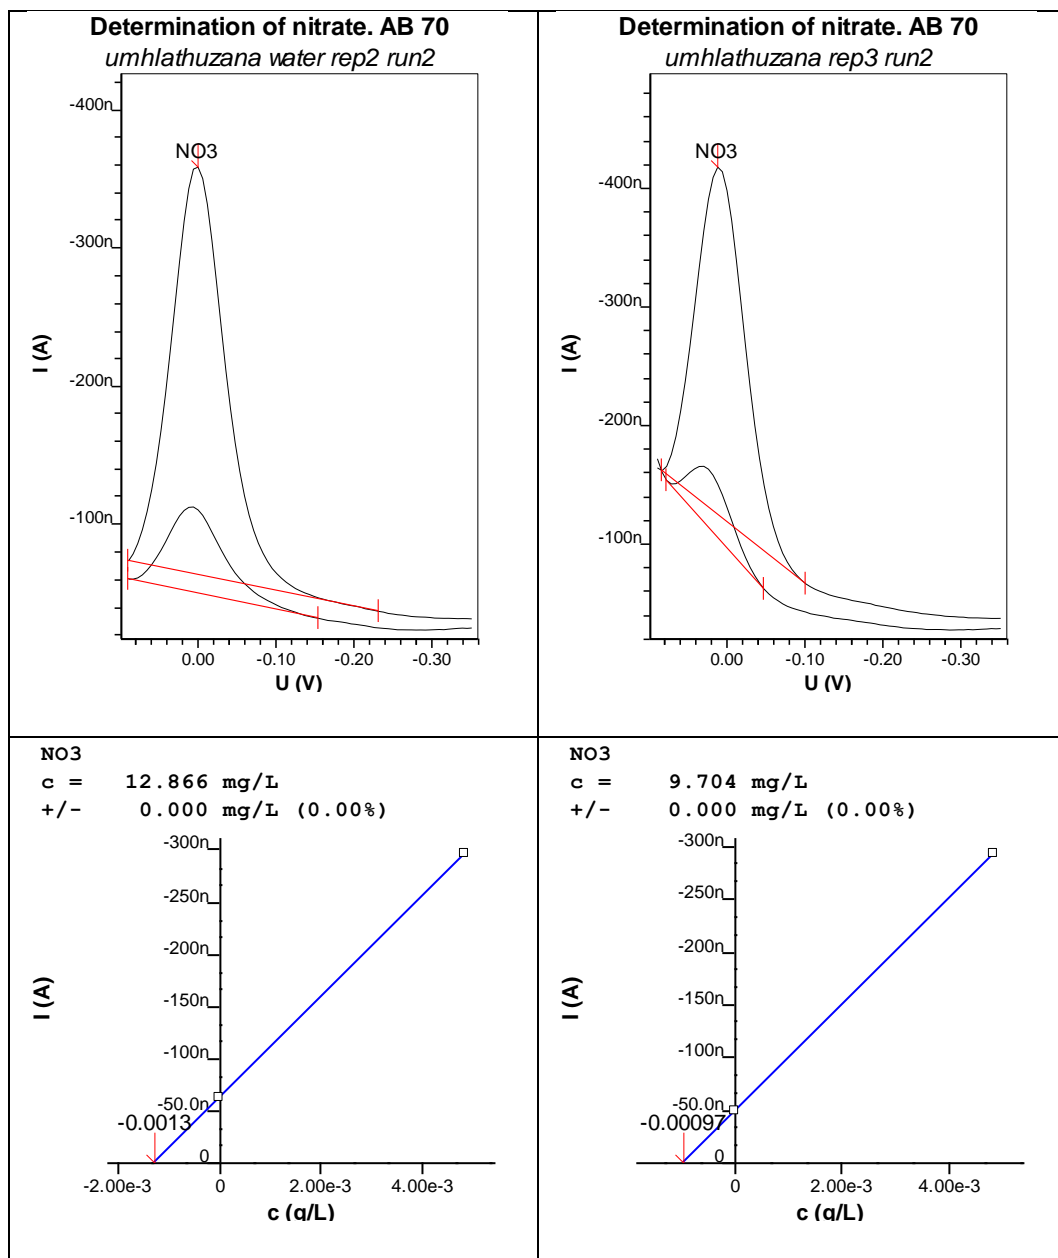 Determination of nitrate. AB 70
umhlathuzana water rep2 run2
-400n
NO3
-300n
I (A)
-200n
-100n
0.00 -0.10 -0.20 -0.30
U (V)
Determination of nitrate. AB 70
umhlathuzana rep3 run2
NO3
-400n
-300n
I (A)
-200n
-100n
0.00 -0.10 -0.20 -0.30
U (V)
NO3
c = 12.866 mg/L
+/- 0.000 mg/L (0.00%)
-300n
-250n
-200n
I (A)
-150n
-100n
-50.0n
-0.0013
0
-2.00e-3 0 2.00e-3 4.00e-3
c (g/L)
NO3
c = 9.704 mg/L
+/- 0.000 mg/L (0.00%)
-300n
-250n
-200n
I (A)
-150n
-100n
-50.0n
-0.00097
0
0 2.00e-3 4.00e-3
c (g/L)